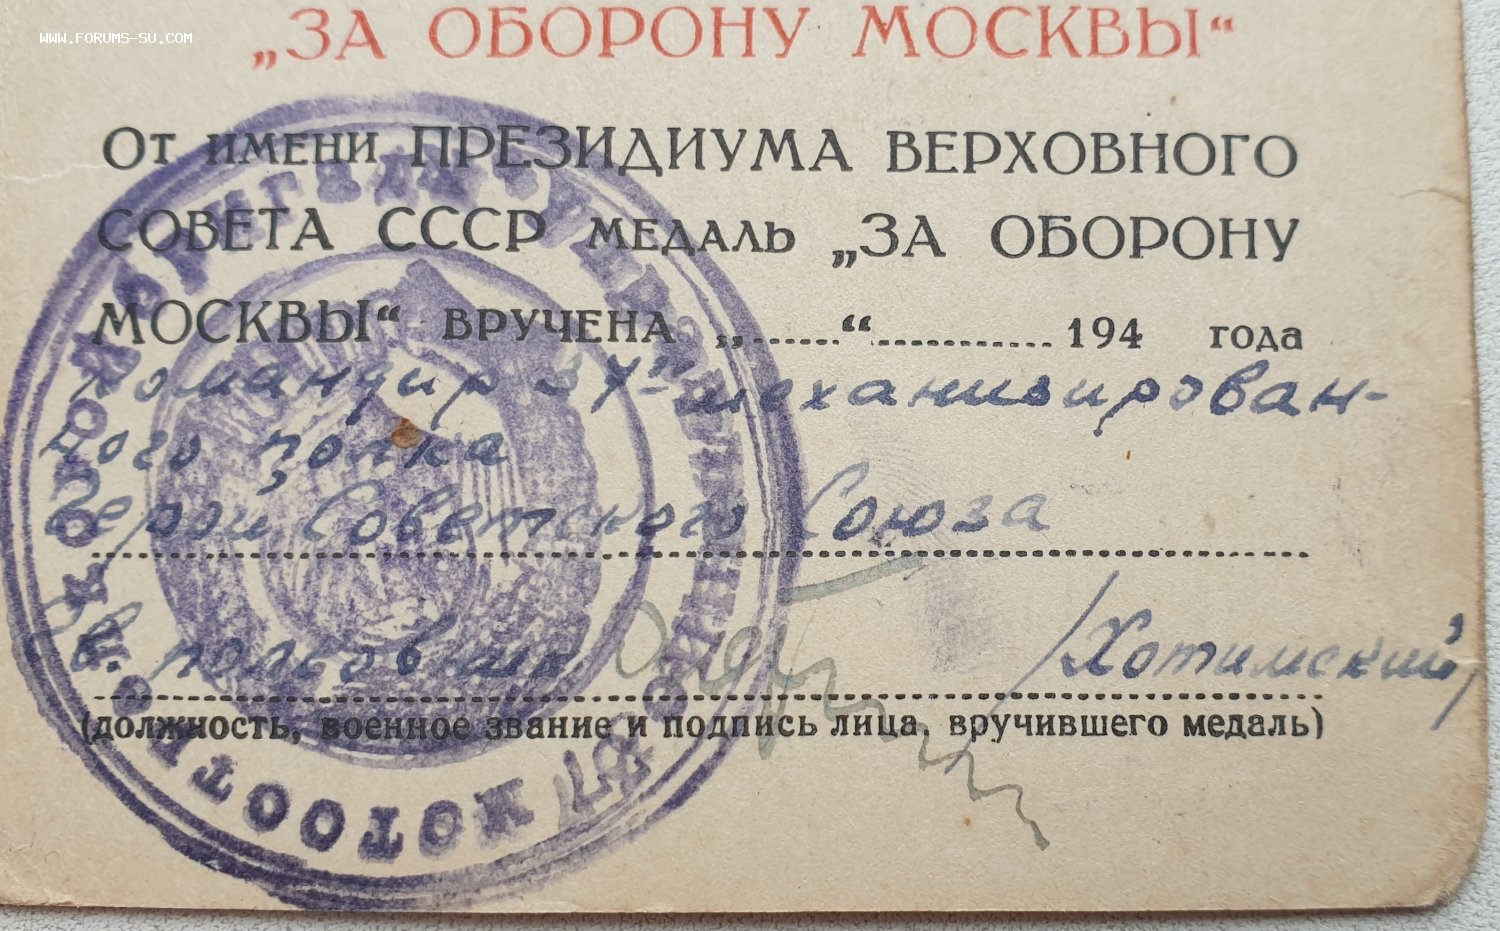 www.forums-su.com
„ЗА ОБОРОНУ МОСКВЫ“
От имени ПРЕЗИДИУМА ВЕРХОВНОГО
СОВЕТА СССР медаль „ЗА ОБОРОНУ
МОСКВЫ“ вручена „......“............ 194 года
Командир механизирован-
ного полка
Герой Советского Союза
Гв. полковник /Хотимский/
(должность, военное звание и подпись лица, вручившего медаль)